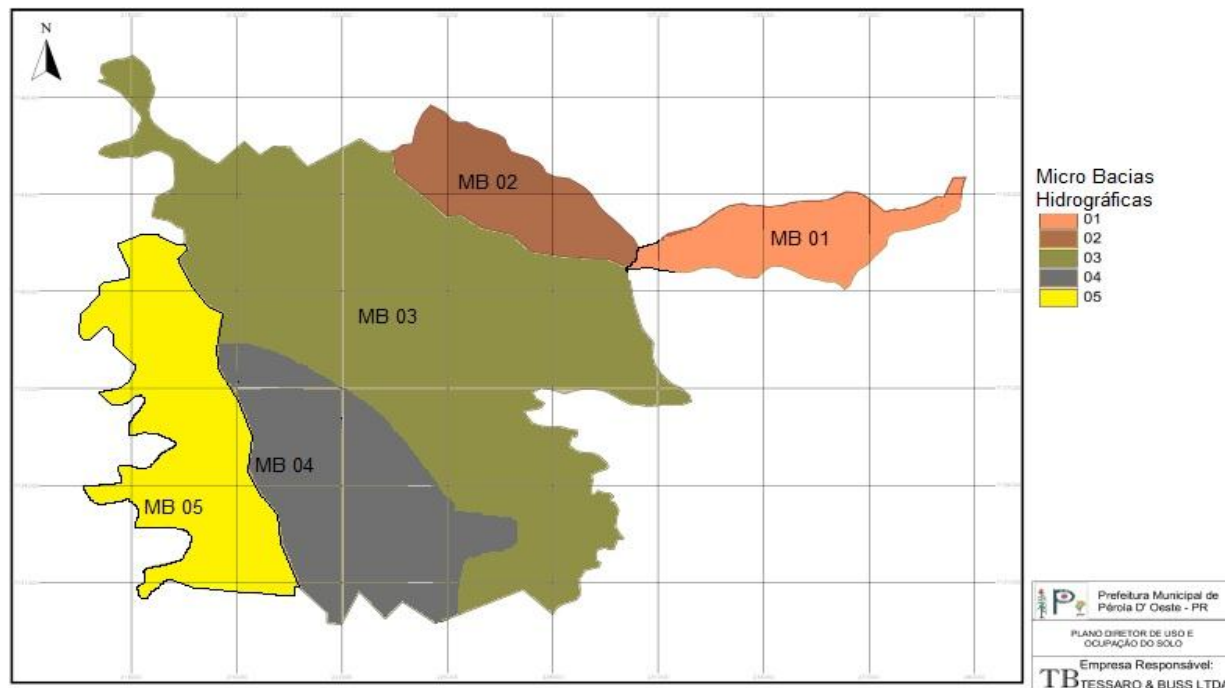 N
MB 02
MB 01
MB 03
MB 04
MB 05
Micro Bacias
Hidrográficas
01
02
03
04
05
Prefeitura Municipal de
Pérola D' Oeste - PR
PLANO DIRETOR DE USO E
OCUPAÇÃO DO SOLO
Empresa Responsável:
TB TESSARO & BUSS LTDA